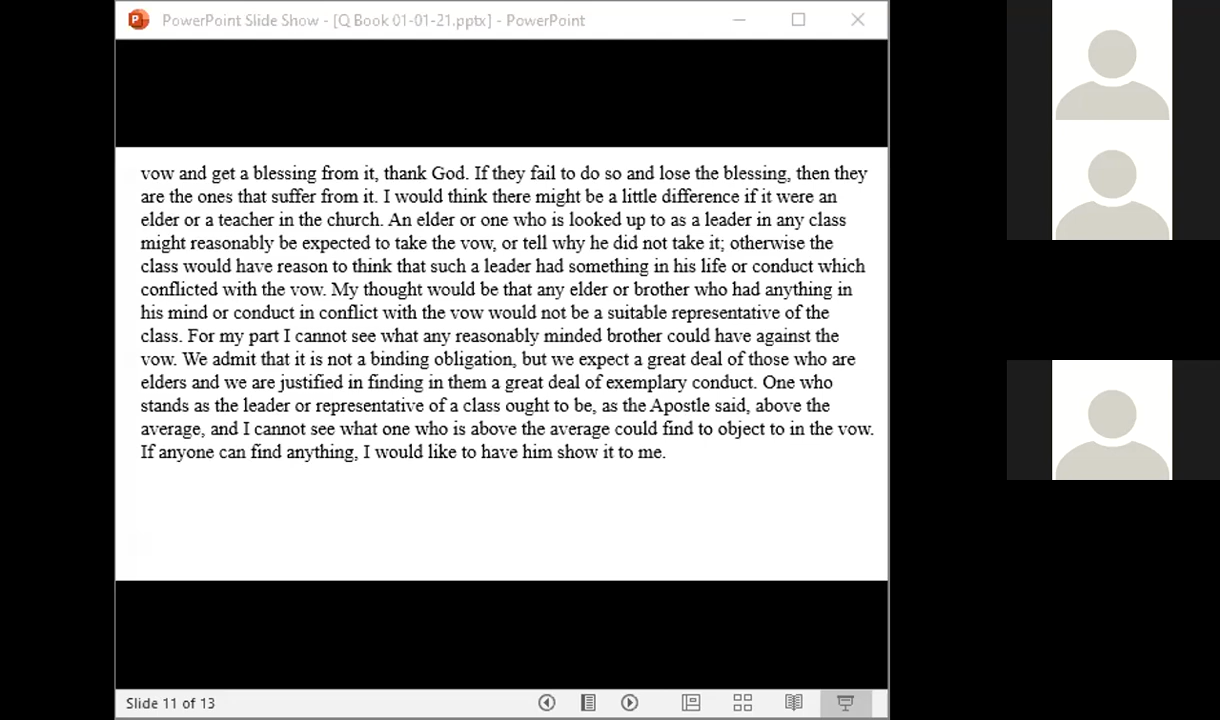 PowerPoint Slide Show - [Q Book 01-01-21.pptx] - PowerPoint
vow and get a blessing from it, thank God. If they fail to do so and lose the blessing, then they
are the ones that suffer from it. I would think there might be a little difference if it were an
elder or a teacher in the church. An elder or one who is looked up to as a leader in any class
might reasonably be expected to take the vow, or tell why he did not take it; otherwise the
class would have reason to think that such a leader had something in his life or conduct which
conflicted with the vow. My thought would be that any elder or brother who had anything in
his mind or conduct in conflict with the vow would not be a suitable representative of the
class. For my part I cannot see what any reasonably minded brother could have against the
vow. We admit that it is not a binding obligation, but we expect a great deal of those who are
elders and we are justified in finding in them a great deal of exemplary conduct. One who
stands as the leader or representative of a class ought to be, as the Apostle said, above the
average, and I cannot see what one who is above the average could find to object to in the vow.
If anyone can find anything, I would like to have him show it to me.
Slide 11 of 13